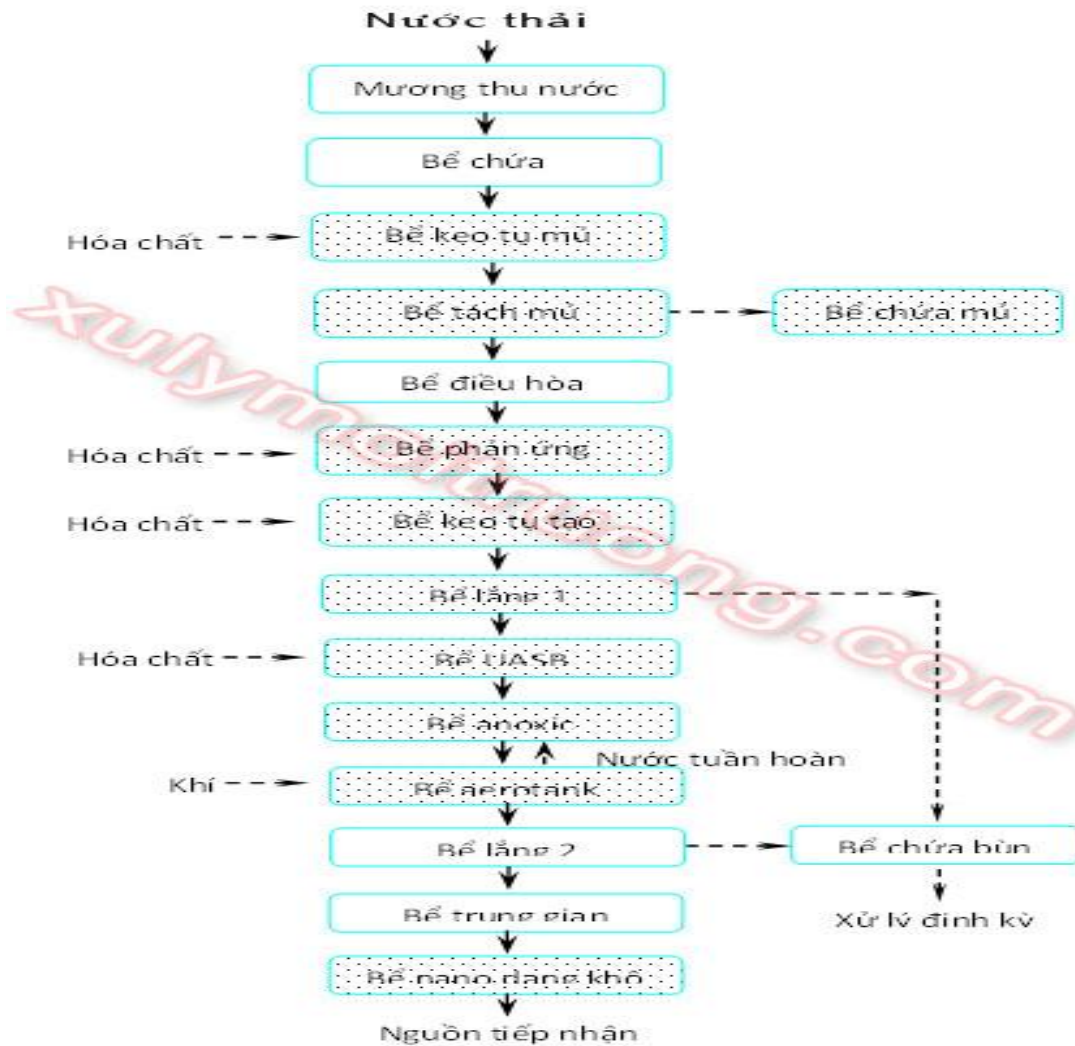 Nước thải
Mương thu nước
Bể chứa
Hóa chất
Bể keo tụ mủ
Bể tách mủ
Bể chứa mủ
Bể điều hòa
Hóa chất
Bể phản ứng
Hóa chất
Bể keo tụ tạo
Bể lắng 1
Hóa chất
Bể UASB
Bể anoxic
Nước tuần hoàn
Khí
Bể aerotank
Bể lắng 2
Bể chứa bùn
Bể trung gian
Xử lý định kỳ
Bể nano dạng khô
Nguồn tiếp nhận
xulymoitruong.com